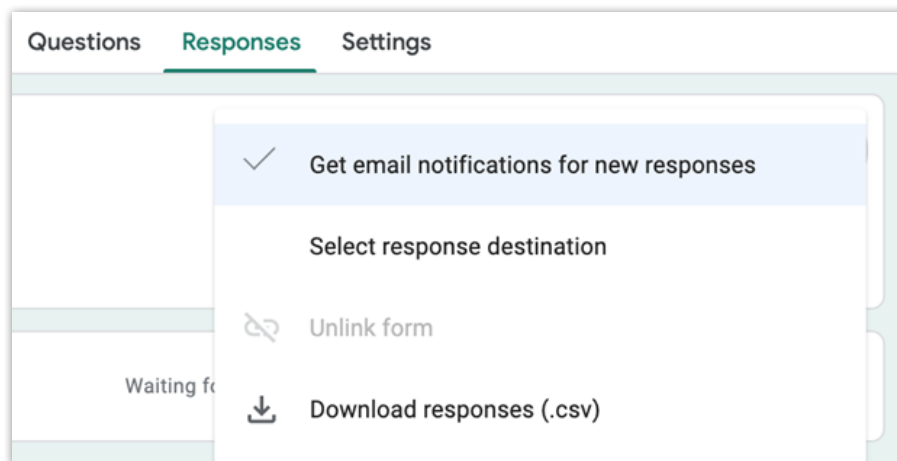 Questions Responses Settings
Get email notifications for new responses
Select response destination
Unlink form
Waiting
Download responses (.csv)